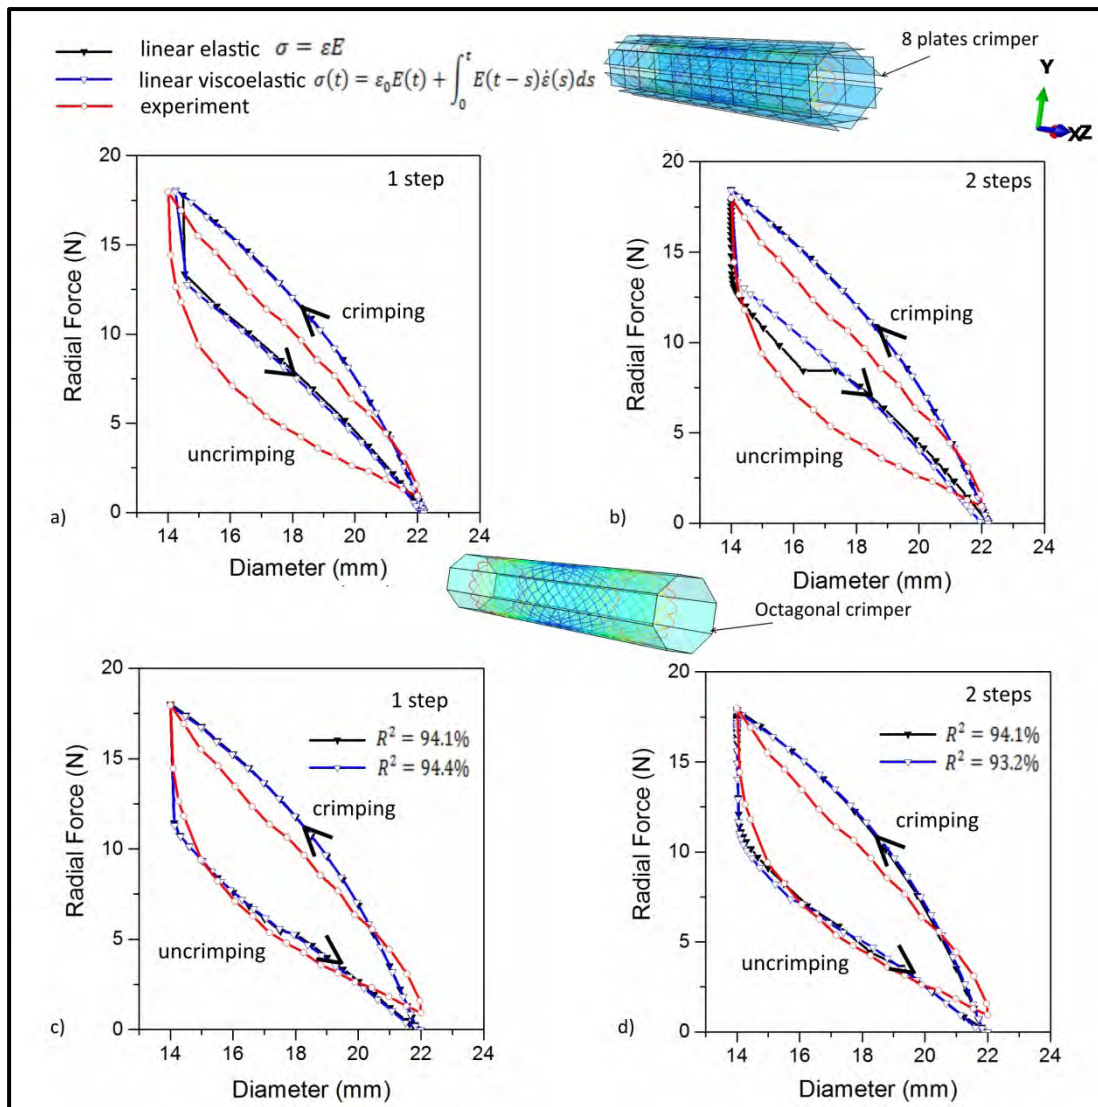 linear elastic σ = εE
8 plates crimper
linear viscoelastic σ(t) = ε₀E(t) + ∫₀ᵗ E(t − s)ε̇(s)ds
experiment
Y
XZ
20
15
10
5
0
Radial Force (N)
1 step
crimping
uncrimping
a)
14 16 18 20 22 24
Diameter (mm)
20
15
10
5
0
Radial Force (N)
2 steps
crimping
uncrimping
b)
14 16 18 20 22 24
Diameter (mm)
Octagonal crimper
20
15
10
5
0
Radial Force (N)
1 step
R² = 94.1%
R² = 94.4%
crimping
uncrimping
c)
14 16 18 20 22 24
Diameter (mm)
20
15
10
5
0
Radial Force (N)
2 steps
R² = 94.1%
R² = 93.2%
crimping
uncrimping
d)
14 16 18 20 22 24
Diameter (mm)